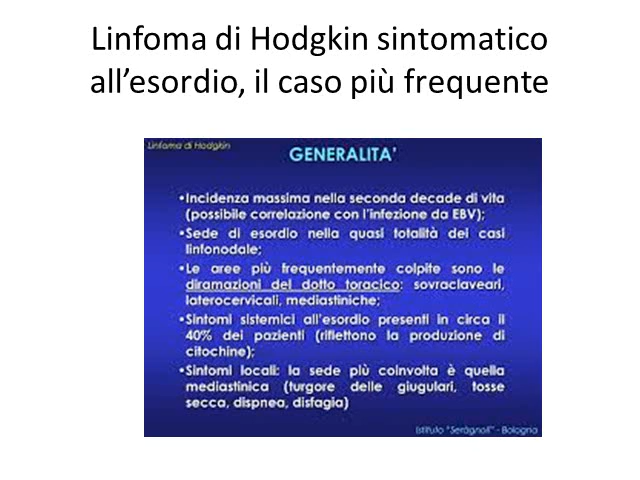 Linfoma di Hodgkin sintomatico
all’esordio, il caso più frequente
Linfoma di Hodgkin
GENERALITA’
•Incidenza massima nella seconda decade di vita
(possibile correlazione con l’infezione da EBV);
•Sede di esordio nella quasi totalità dei casi
linfonodale;
•Le aree più frequentemente colpite sono le
diramazioni del dotto toracico: sovraclaveari,
laterocervicali, mediastiniche;
•Sintomi sistemici all’esordio presenti in circa il
40% dei pazienti (riflettono la produzione di
citochine);
•Sintomi locali: la sede più coinvolta è quella
mediastinica (turgore delle giugulari, tosse
secca, dispnea, disfagia)
Istituto “Seràgnoli” - Bologna